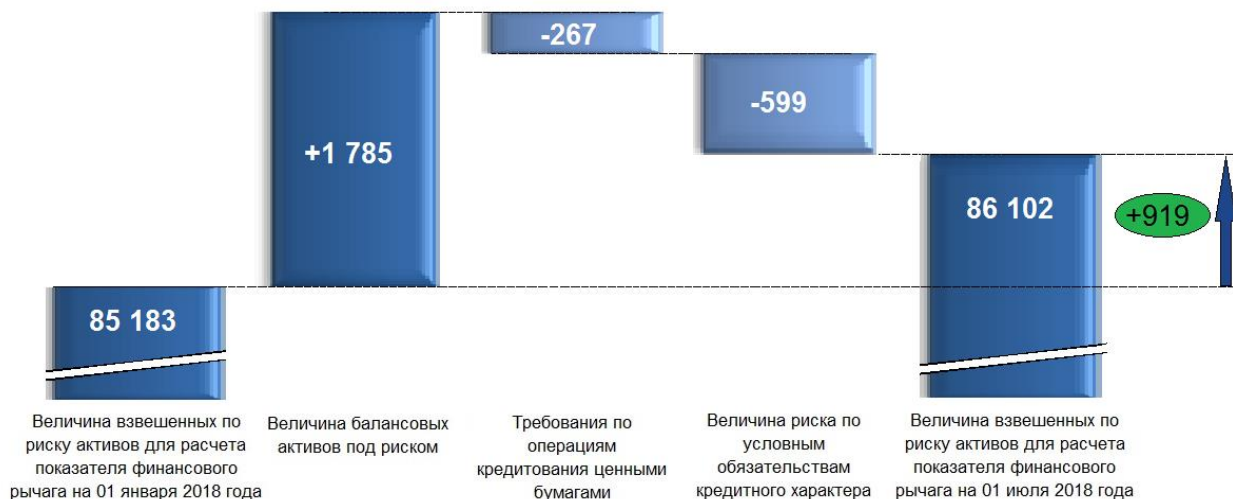 -267
+1 785
-599
86 102
+919
85 183
Величина взвешенных по
риску активов для расчета
показателя финансового
рычага на 01 января 2018 года
Величина балансовых
активов под риском
Требования по
операциям
кредитования ценными
бумагами
Величина риска по
условным
обязательствам
кредитного характера
Величина взвешенных по
риску активов для расчета
показателя финансового
рычага на 01 июля 2018 года